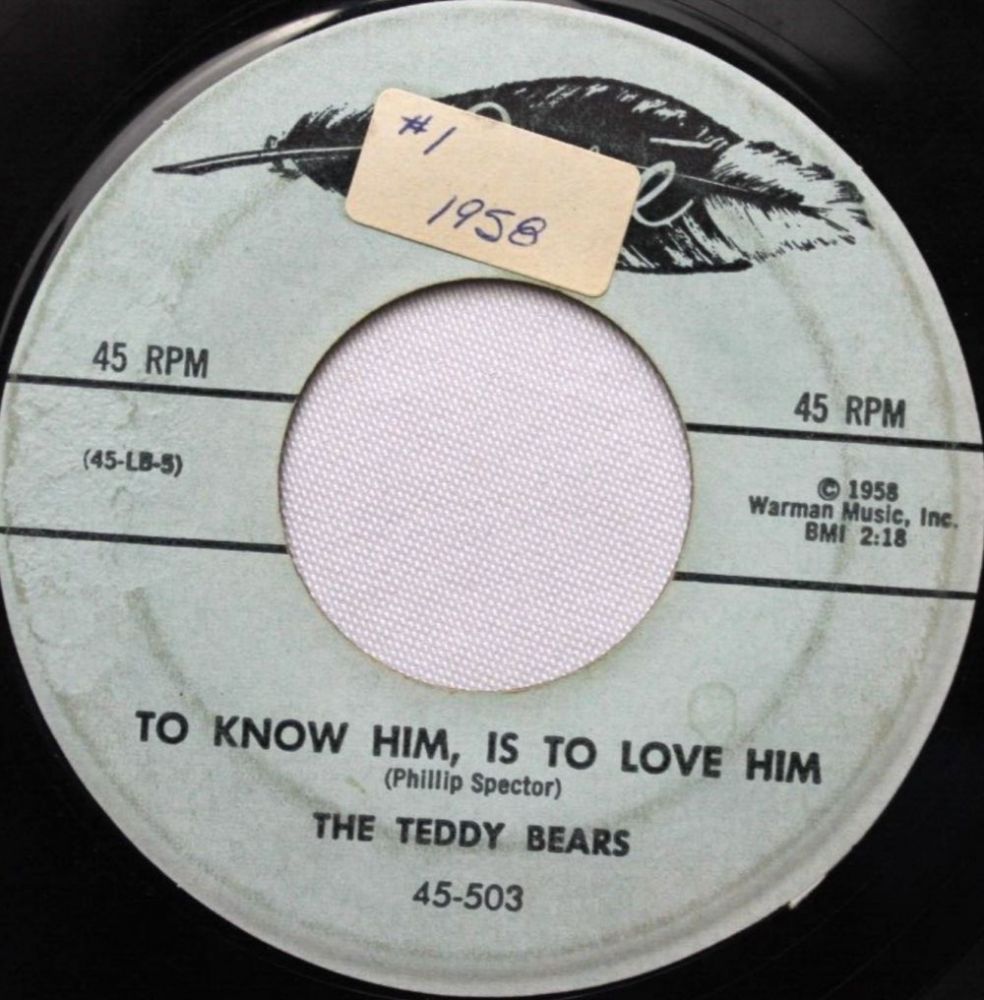 #1
1958
45 RPM
45 RPM
(45-LB-5)
© 1958
Warman Music, Inc.
BMI 2:18
TO KNOW HIM, IS TO LOVE HIM
(Phillip Spector)
THE TEDDY BEARS
45-503